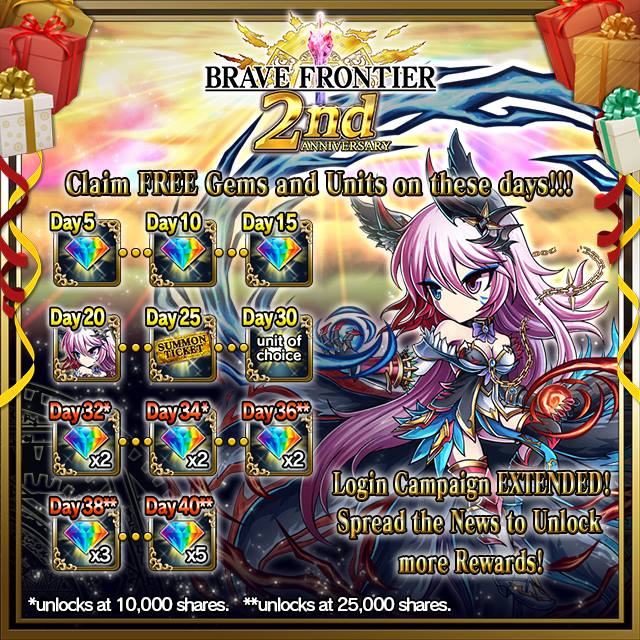 BRAVE FRONTIER
2nd
ANNIVERSARY
Claim FREE Gems and Units on these days!!!
Day5 Day10 Day15
Day20 Day25 Day30
SUMMON
TICKET
unit of
choice
Day32* Day34* Day36**
x2 x2 x2
Day38** Day40**
x3 x5
Login Campaign EXTENDED!
Spread the News to Unlock
more Rewards!
*unlocks at 10,000 shares. **unlocks at 25,000 shares.